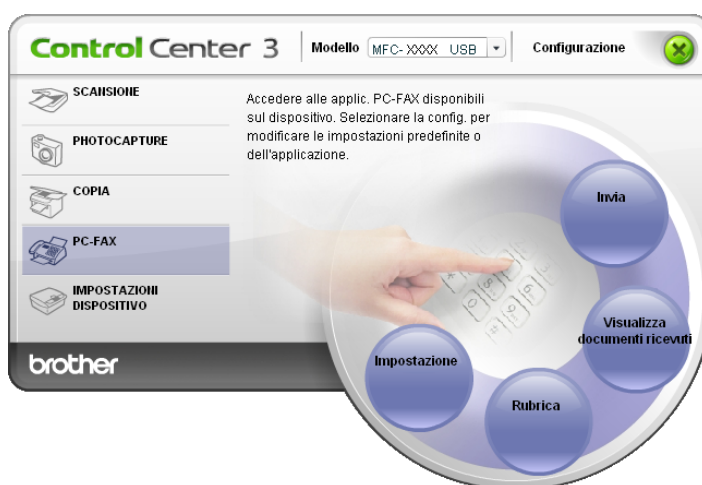 Control Center 3
Modello
MFC- XXXX USB
Configurazione
SCANSIONE
PHOTOCAPTURE
COPIA
PC-FAX
IMPOSTAZIONI
DISPOSITIVO
Accedere alle applic. PC-FAX disponibili
sul dispositivo. Selezionare la config. per
modificare le impostazioni predefinite o
dell'applicazione.
Invia
Visualizza
documenti ricevuti
Rubrica
Impostazione
brother